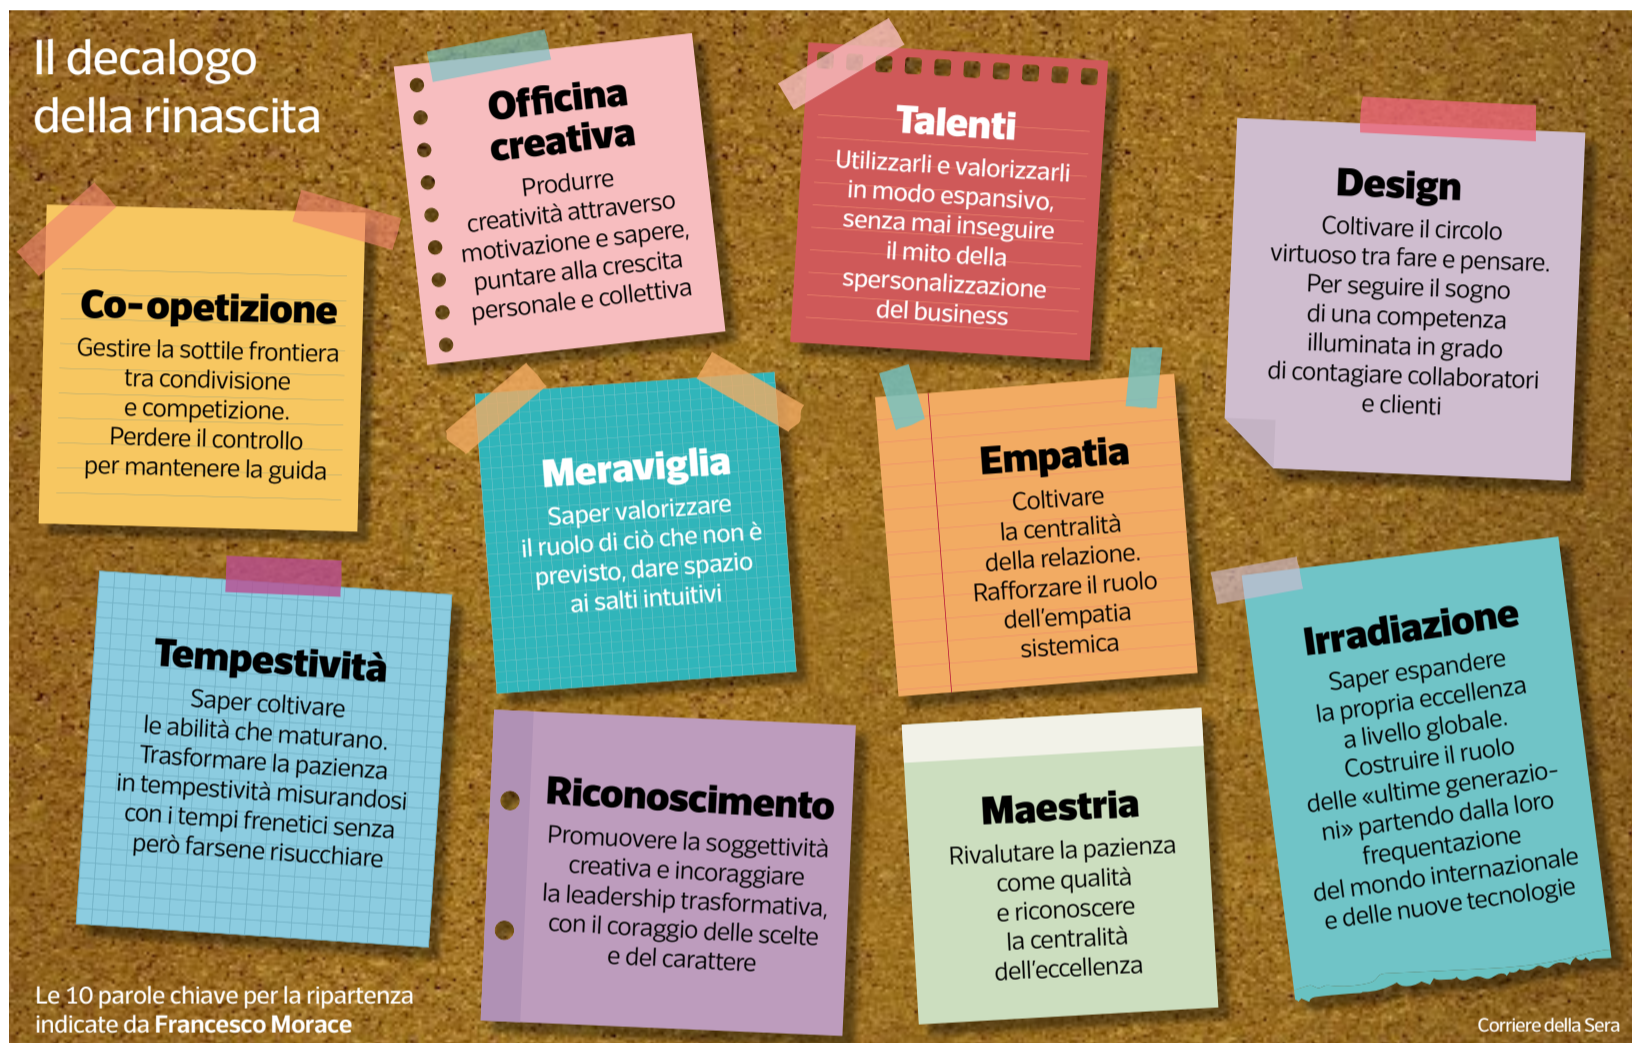 Il decalogo
della rinascita
Officina
creativa
Produrre
creatività attraverso
motivazione e sapere,
puntare alla crescita
personale e collettiva
Talenti
Utilizzarli e valorizzarli
in modo espansivo,
senza mai inseguire
il mito della
spersonalizzazione
del business
Design
Coltivare il circolo
virtuoso tra fare e pensare.
Per seguire il sogno
di una competenza
illuminata in grado
di contagiare collaboratori
e clienti
Co-opetizione
Gestire la sottile frontiera
tra condivisione
e competizione.
Perdere il controllo
per mantenere la guida
Meraviglia
Saper valorizzare
il ruolo di ciò che non è
previsto, dare spazio
ai salti intuitivi
Empatia
Coltivare
la centralità
della relazione.
Rafforzare il ruolo
dell'empatia
sistemica
Tempestività
Saper coltivare
le abilità che maturano.
Trasformare la pazienza
in tempestività misurandosi
con i tempi frenetici senza
però farsene risucchiare
Riconoscimento
Promuovere la soggettività
creativa e incoraggiare
la leadership trasformativa,
con il coraggio delle scelte
e del carattere
Maestria
Rivalutare la pazienza
come qualità
e riconoscere
la centralità
dell'eccellenza
Irradiazione
Saper espandere
la propria eccellenza
a livello globale.
Costruire il ruolo
delle «ultime generazio-
ni» partendo dalla loro
frequentazione
del mondo internazionale
e delle nuove tecnologie
Le 10 parole chiave per la ripartenza
indicate da Francesco Morace
Corriere della Sera